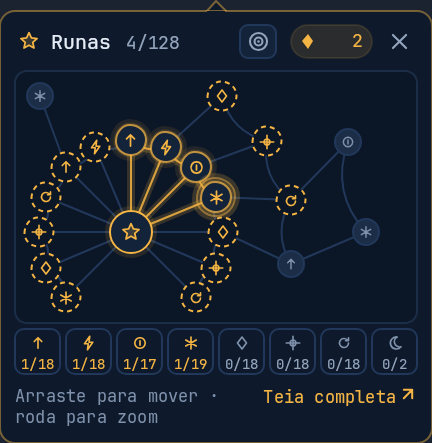 Runas 4/128 2
1/18 1/18 1/17 1/19 0/18 0/18 0/18 0/2
Arraste para mover · Teia completa
roda para zoom